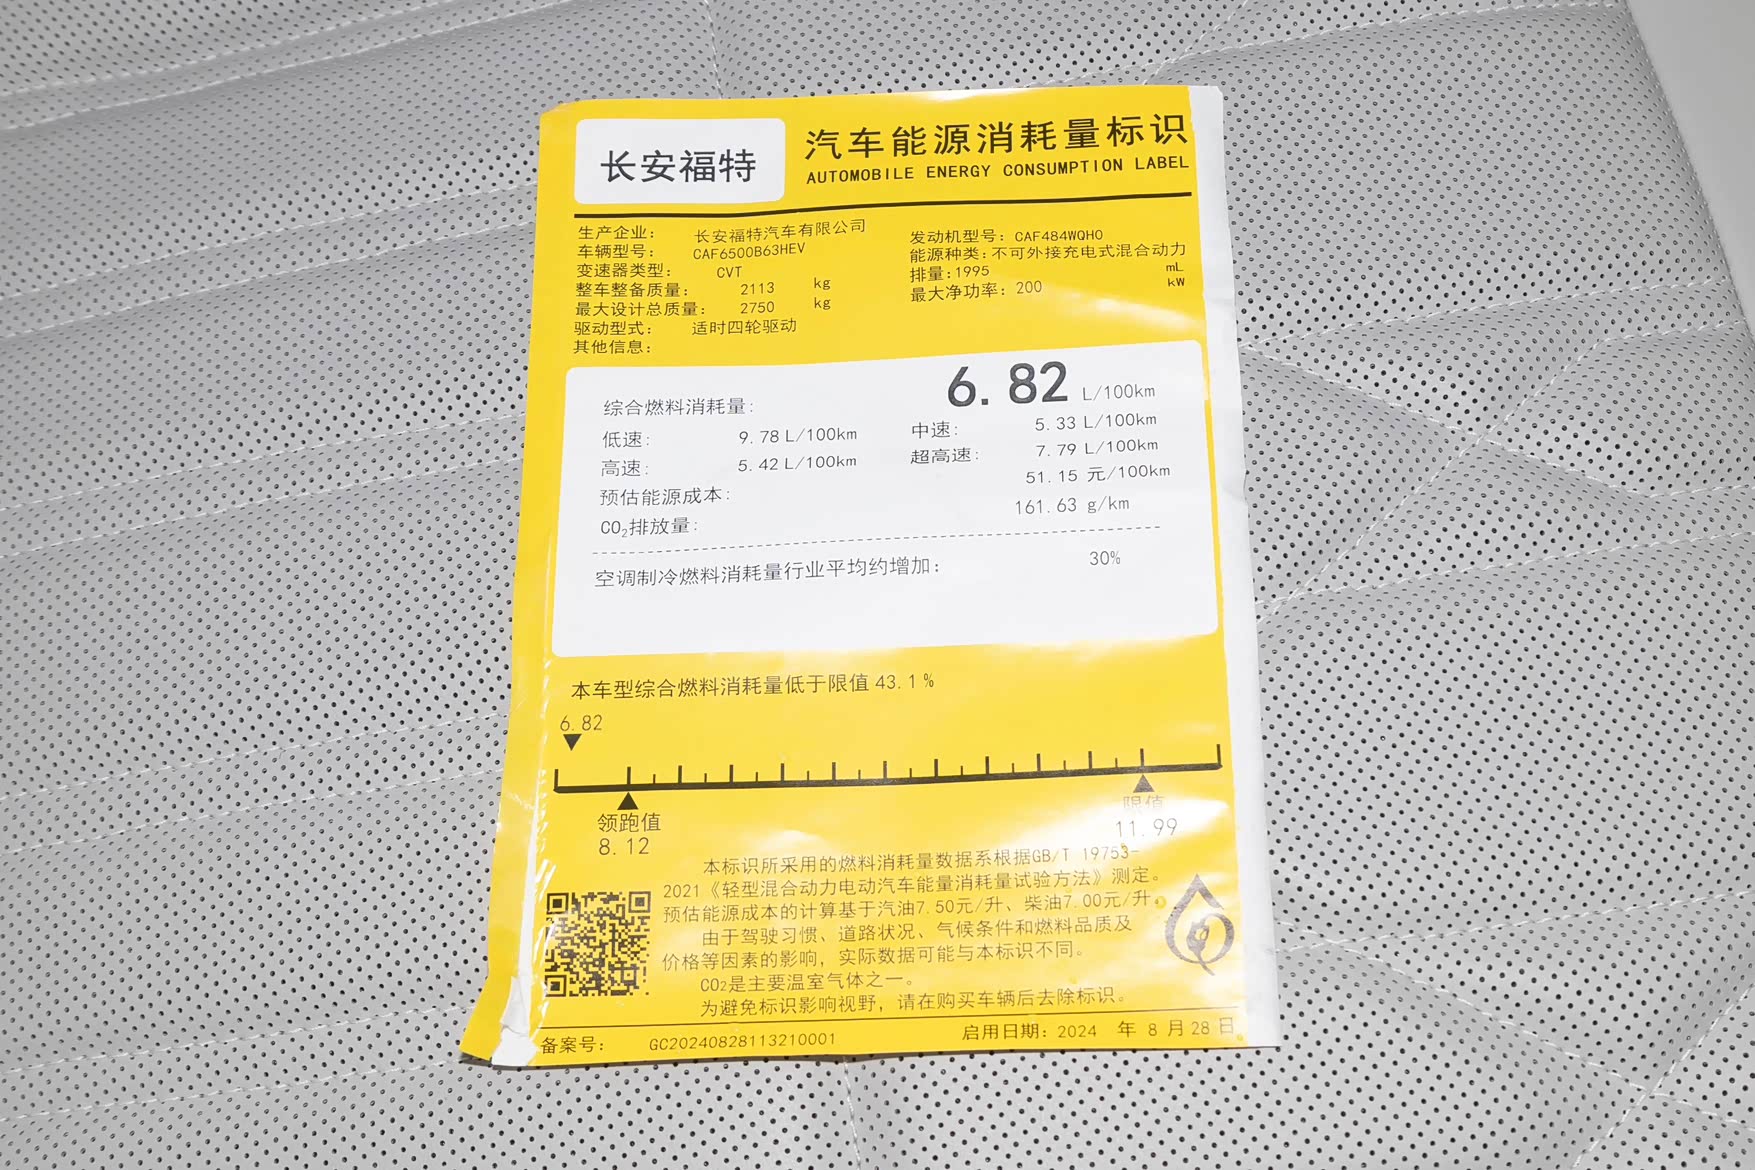 长安福特
汽车能源消耗量标识
AUTOMOBILE ENERGY CONSUMPTION LABEL
生产企业: 长安福特汽车有限公司
车辆型号: CAF6500B63HEV
变速器类型: CVT
整车整备质量: 2113 kg
最大设计总质量: 2750 kg
驱动型式: 适时四轮驱动
其他信息:
发动机型号: CAF484WQH0
能源种类: 不可外接充电式混合动力
排量: 1995 mL
最大净功率: 200 kW
综合燃料消耗量: 6.82 L/100km
低速: 9.78 L/100km 中速: 5.33 L/100km
高速: 5.42 L/100km 超高速: 7.79 L/100km
预估能源成本: 51.15 元/100km
CO₂排放量: 161.63 g/km
空调制冷燃料消耗量行业平均约增加: 30%
本车型综合燃料消耗量低于限值 43.1%
6.82
领跑值
8.12
限值
11.99
本标识所采用的燃料消耗量数据系根据GB/T 19753-
2021《轻型混合动力电动汽车能量消耗量试验方法》测定。
预估能源成本的计算基于汽油7.50元/升、柴油7.00元/升。
由于驾驶习惯、道路状况、气候条件和燃料品质及
价格等因素的影响，实际数据可能与本标识不同。
CO₂是主要温室气体之一。
为避免标识影响视野，请在购买车辆后去除标识。
备案号: GC20240828113210001 启用日期: 2024 年 8 月 28 日。